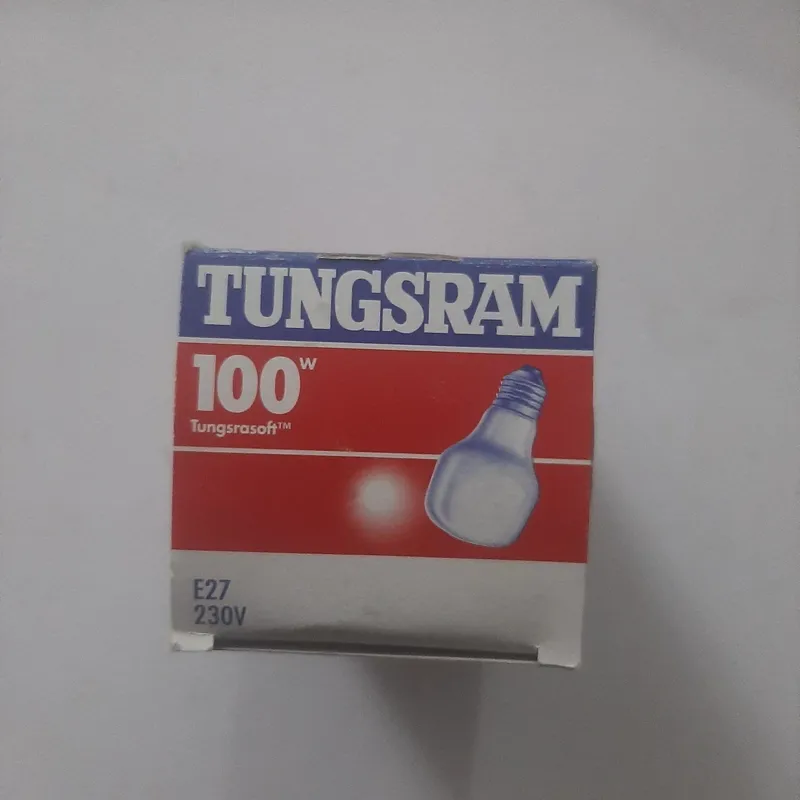 TUNGSRAM
100W
Tungsrasoft™
E27
230V